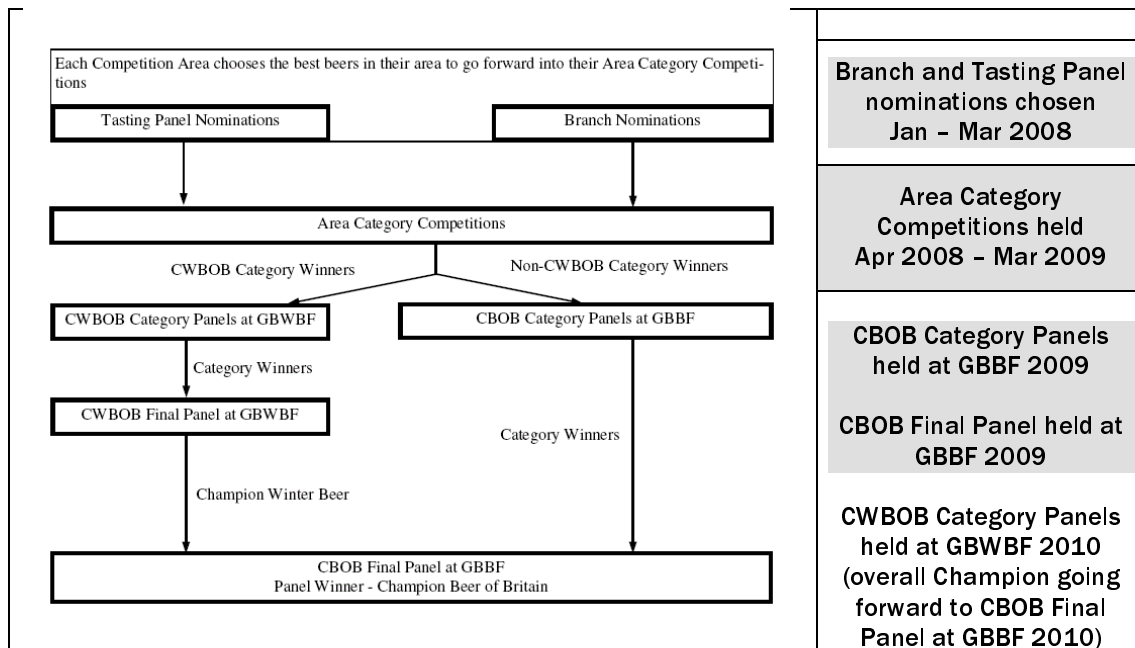 Each Competition Area chooses the best beers in their area to go forward into their Area Category Competi-
tions
Tasting Panel Nominations
Branch Nominations
Area Category Competitions
CWBOB Category Winners
Non-CWBOB Category Winners
CWBOB Category Panels at GBWBF
CBOB Category Panels at GBBF
Category Winners
CWBOB Final Panel at GBWBF
Category Winners
Champion Winter Beer
CBOB Final Panel at GBBF
Panel Winner - Champion Beer of Britain
Branch and Tasting Panel
nominations chosen
Jan – Mar 2008
Area Category
Competitions held
Apr 2008 – Mar 2009
CBOB Category Panels
held at GBBF 2009
CBOB Final Panel held at
GBBF 2009
CWBOB Category Panels
held at GBWBF 2010
(overall Champion going
forward to CBOB Final
Panel at GBBF 2010)